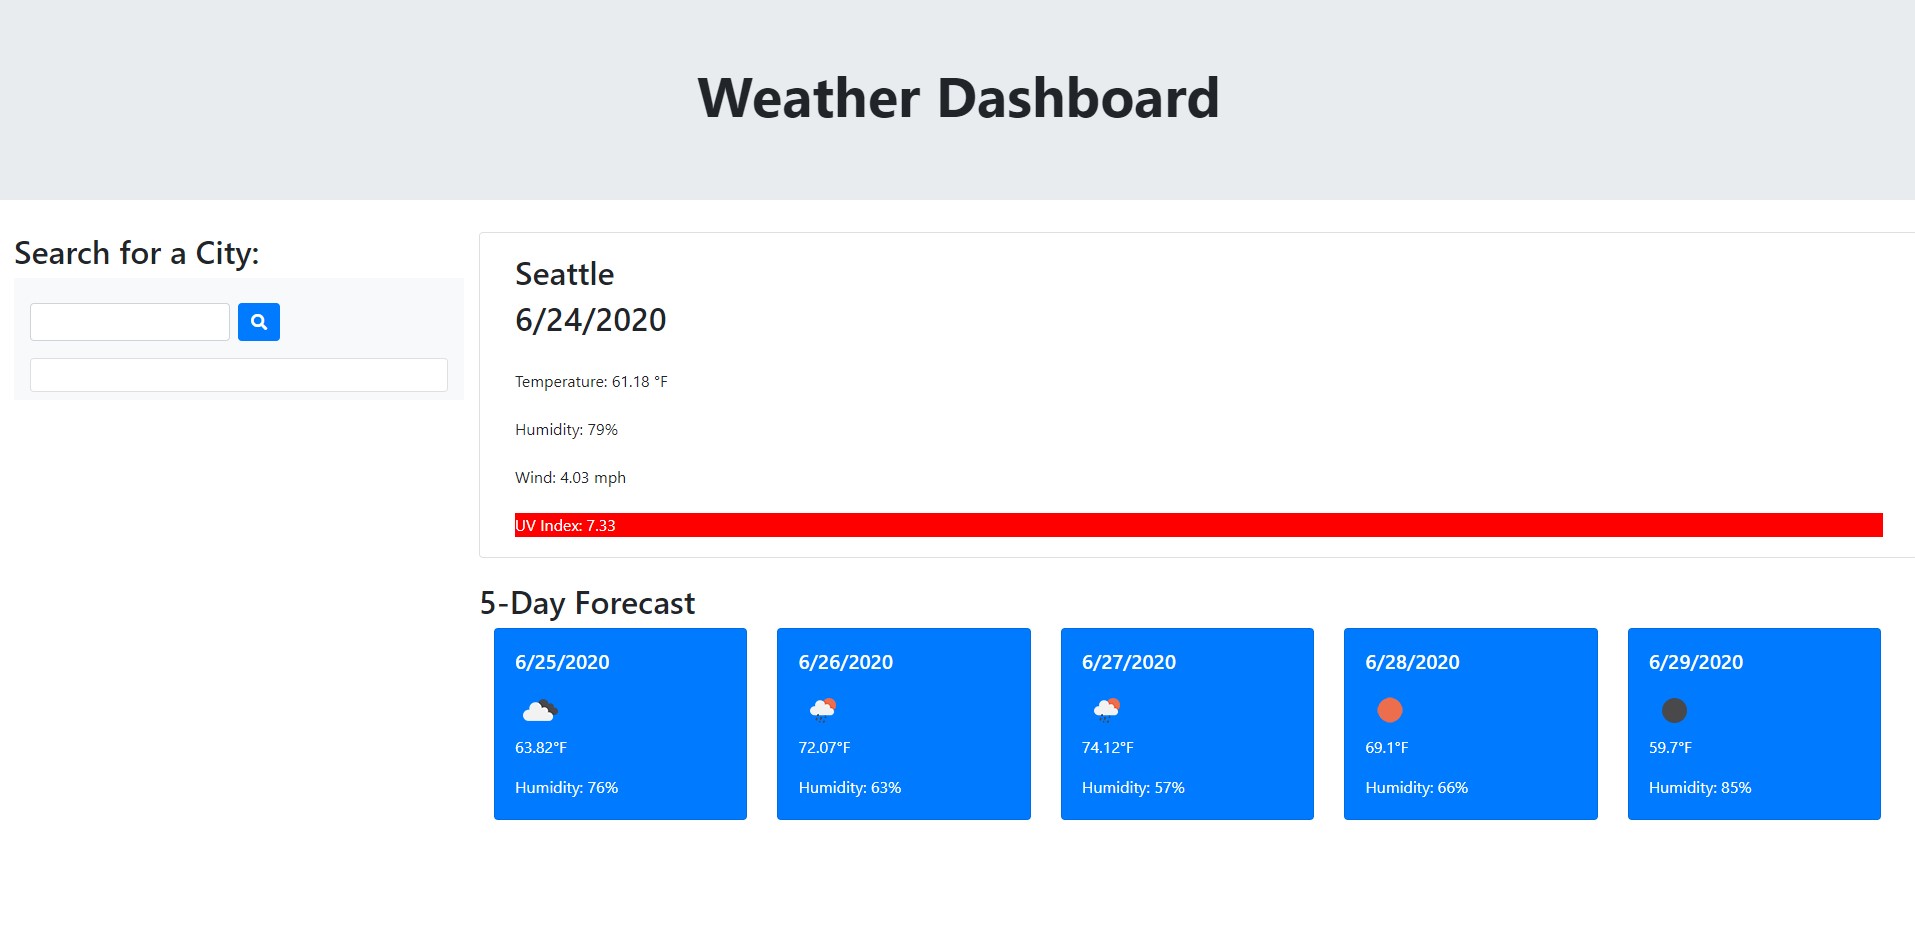 Weather Dashboard
Search for a City:
Seattle
6/24/2020
Temperature: 61.18 °F
Humidity: 79%
Wind: 4.03 mph
UV Index: 7.33
5-Day Forecast
6/25/2020
63.82°F
Humidity: 76%
6/26/2020
72.07°F
Humidity: 63%
6/27/2020
74.12°F
Humidity: 57%
6/28/2020
69.1°F
Humidity: 66%
6/29/2020
59.7°F
Humidity: 85%